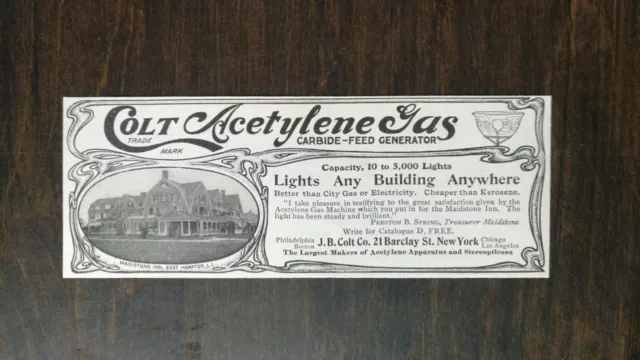 Colt Acetylene Gas
TRADE
MARK
CARBIDE-FEED GENERATOR
Capacity, 10 to 5,000 Lights
Lights Any Building Anywhere
Better than City Gas or Electricity. Cheaper than Kerosene.
"I take pleasure in testifying to the great satisfaction given by the
Acetylene Gas Machine which you put in for the Maidstone Inn. The
light has been steady and brilliant."
PRESTON B. SPRING, Treasurer Maidstone.
Write for Catalogue D, FREE.
Philadelphia
Boston
J. B. Colt Co. 21 Barclay St. New York
Chicago
Los Angeles
The Largest Makers of Acetylene Apparatus and Stereopticons
MAIDSTONE INN, EAST HAMPTON, L.I.